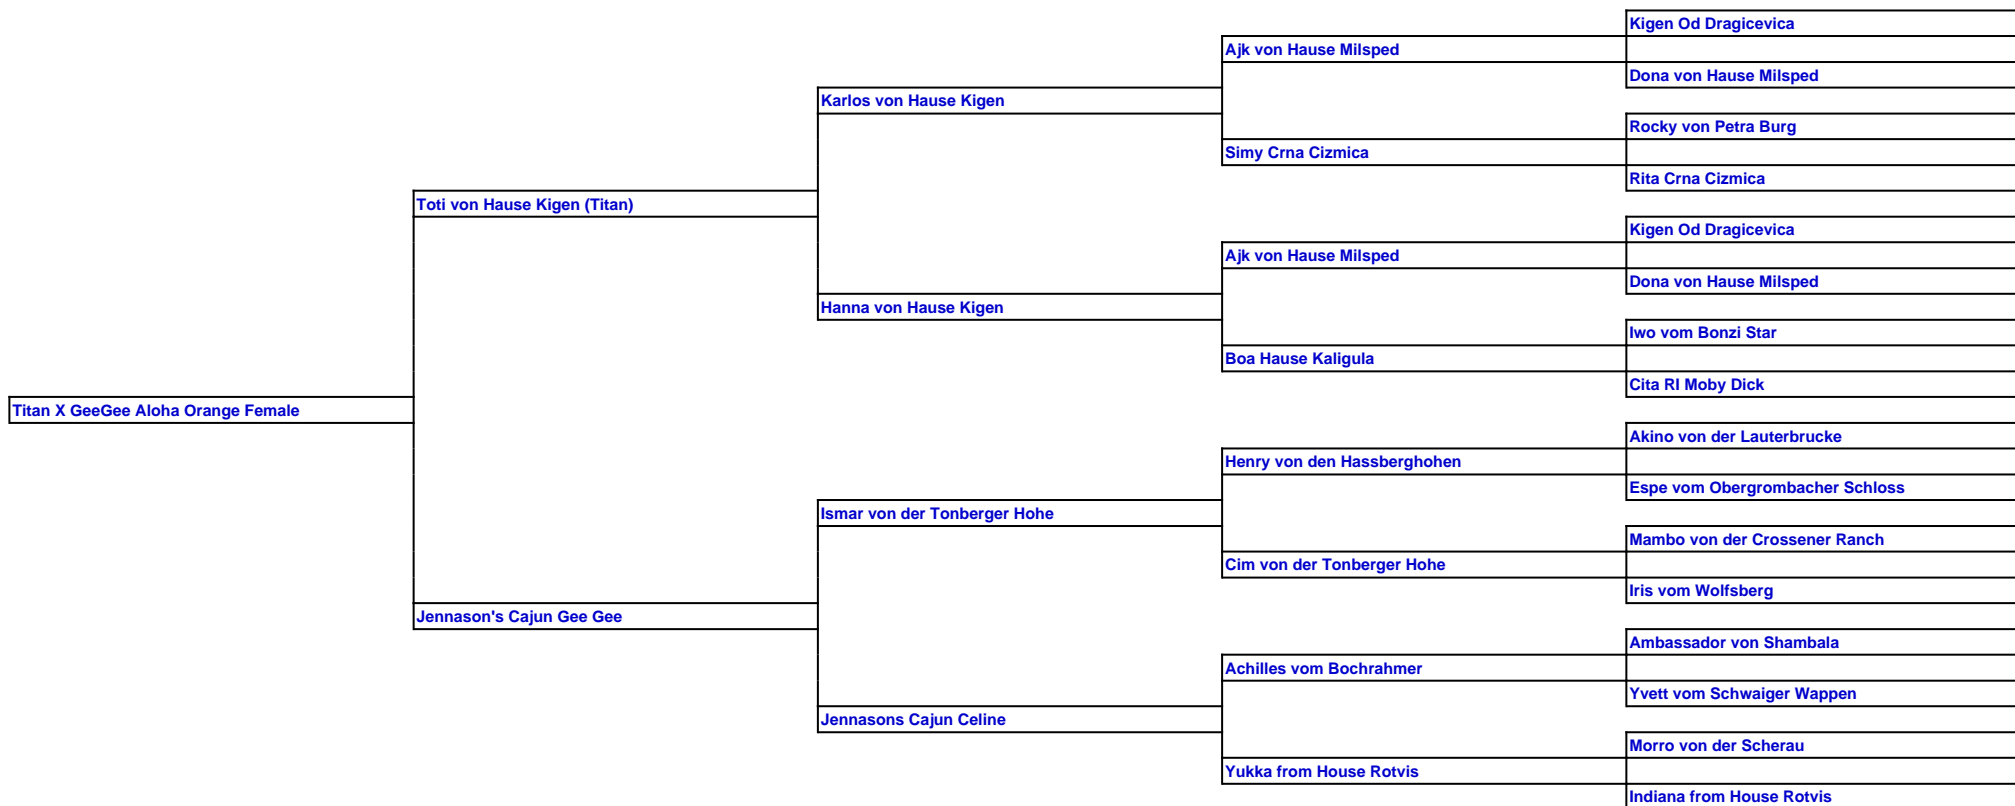 Kigen Od Dragicevica
Ajk von Hause Milsped
Dona von Hause Milsped
Karlos von Hause Kigen
Rocky von Petra Burg
Simy Crna Cizmica
Rita Crna Cizmica
Toti von Hause Kigen (Titan)
Kigen Od Dragicevica
Ajk von Hause Milsped
Dona von Hause Milsped
Hanna von Hause Kigen
Iwo vom Bonzi Star
Boa Hause Kaligula
Cita RI Moby Dick
Titan X GeeGee Aloha Orange Female
Akino von der Lauterbrucke
Henry von den Hassberghohen
Espe vom Obergrombacher Schloss
Ismar von der Tonberger Hohe
Mambo von der Crossener Ranch
Cim von der Tonberger Hohe
Iris vom Wolfsberg
Jennason's Cajun Gee Gee
Ambassador von Shambala
Achilles vom Bochrahmer
Yvett vom Schwaiger Wappen
Jennasons Cajun Celine
Morro von der Scherau
Yukka from House Rotvis
Indiana from House Rotvis